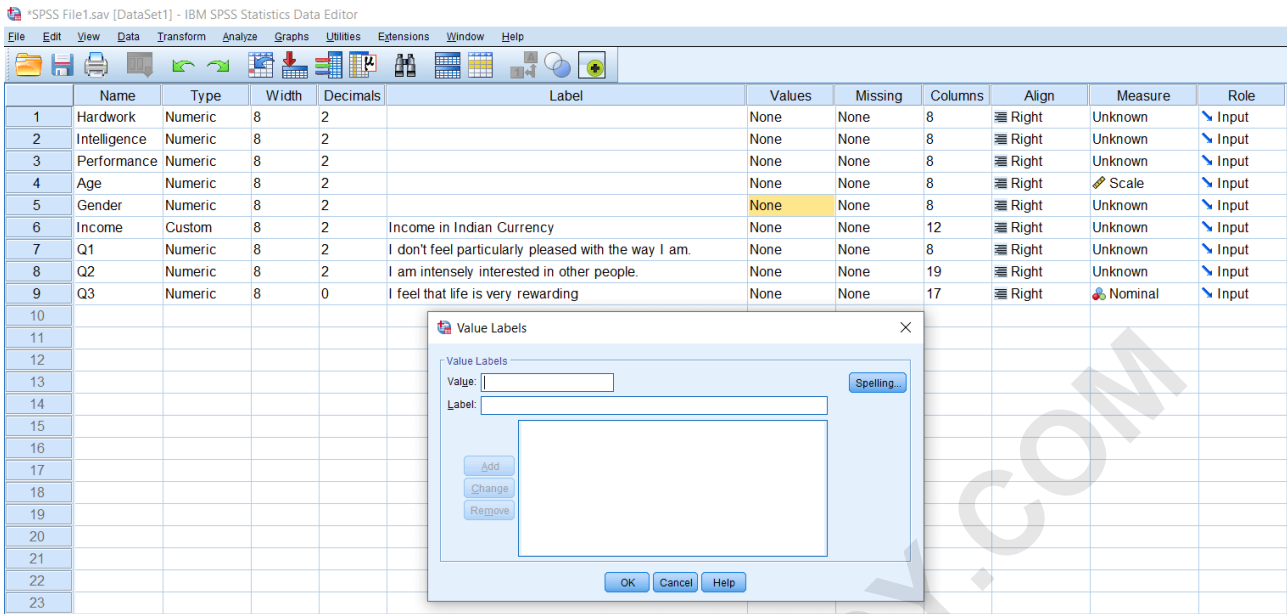 *SPSS File1.sav [DataSet1] - IBM SPSS Statistics Data Editor
File Edit View Data Transform Analyze Graphs Utilities Extensions Window Help
Name Type Width Decimals Label Values Missing Columns Align Measure Role
1 Hardwork Numeric 8 2 None None 8 Right Unknown Input
2 Intelligence Numeric 8 2 None None 8 Right Unknown Input
3 Performance Numeric 8 2 None None 8 Right Unknown Input
4 Age Numeric 8 2 None None 8 Right Scale Input
5 Gender Numeric 8 2 None None 8 Right Unknown Input
6 Income Custom 8 2 Income in Indian Currency None None 12 Right Unknown Input
7 Q1 Numeric 8 2 I don't feel particularly pleased with the way I am. None None 8 Right Unknown Input
8 Q2 Numeric 8 2 I am intensely interested in other people. None None 19 Right Unknown Input
9 Q3 Numeric 8 0 I feel that life is very rewarding None None 17 Right Nominal Input
10
11
12
13
14
15
16
17
18
19
20
21
22
23
Value Labels
Value Labels
Value:
Spelling...
Label:
Add
Change
Remove
OK Cancel Help
Y.COM